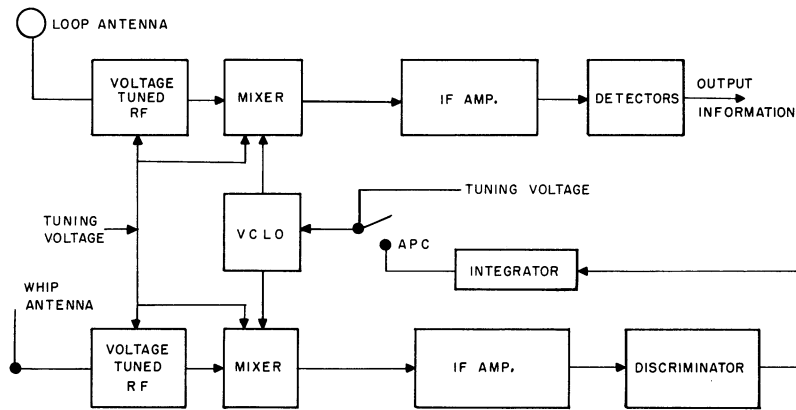 LOOP ANTENNA
VOLTAGE
TUNED
RF
MIXER
IF AMP.
DETECTORS
OUTPUT
INFORMATION
TUNING
VOLTAGE
VCLO
TUNING VOLTAGE
APC
INTEGRATOR
WHIP
ANTENNA
VOLTAGE
TUNED
RF
MIXER
IF AMP.
DISCRIMINATOR